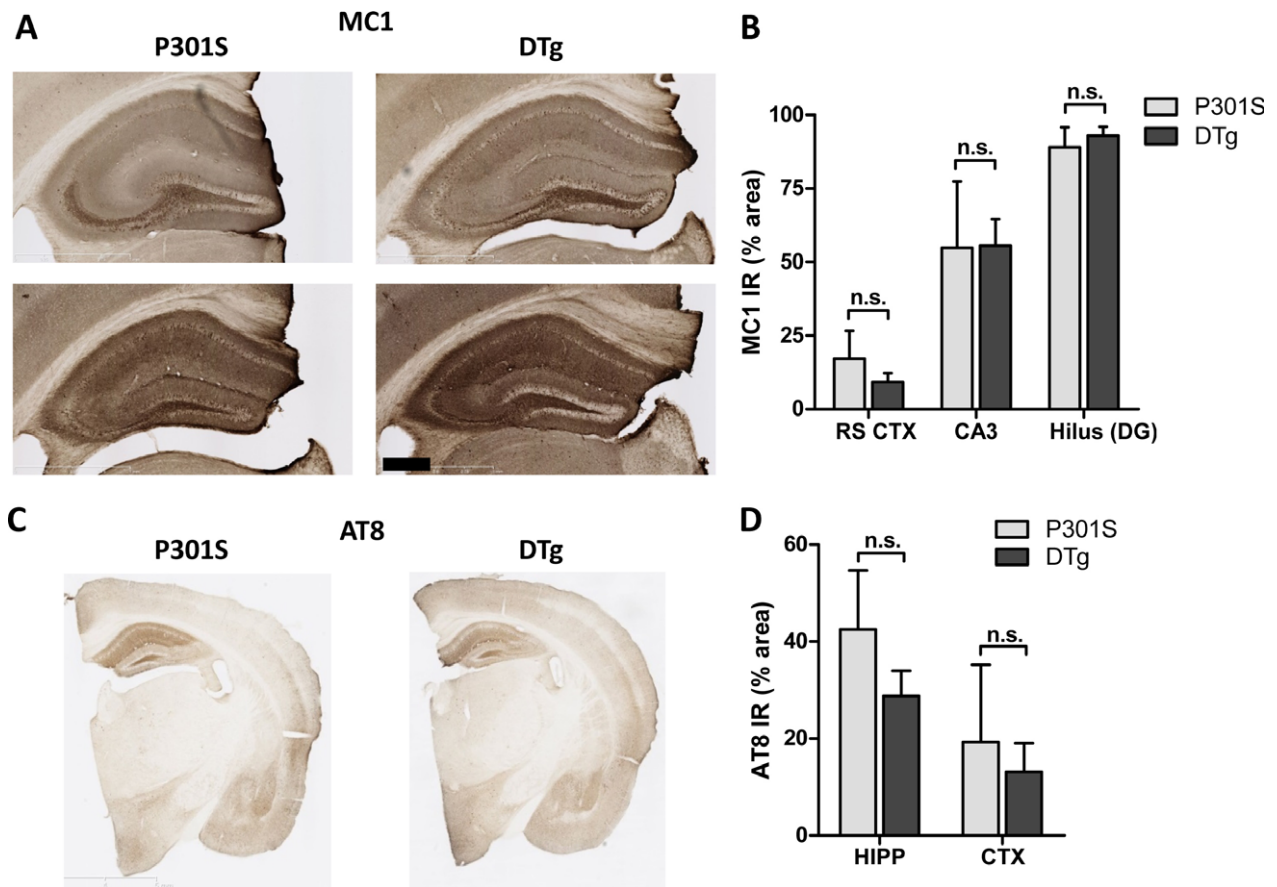 A
MC1
P301S
DTg
B
MC1 IR (% area)
100
75
50
25
0
n.s.
n.s.
n.s.
RS CTX
CA3
Hilus (DG)
P301S
DTg
C
AT8
P301S
DTg
D
AT8 IR (% area)
60
40
20
0
n.s.
n.s.
HIPP
CTX
P301S
DTg